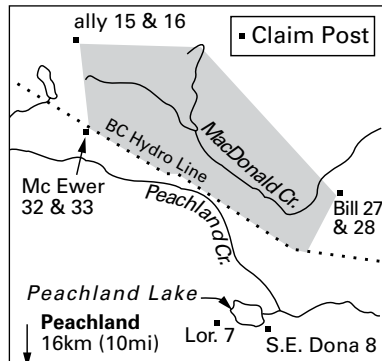 ally 15 & 16
Claim Post
BC Hydro Line
MacDonald Cr.
Mc Ewer
32 & 33
Bill 27
& 28
Peachland Cr.
Peachland Lake
Peachland
16km (10mi)
Lor. 7
S.E. Dona 8